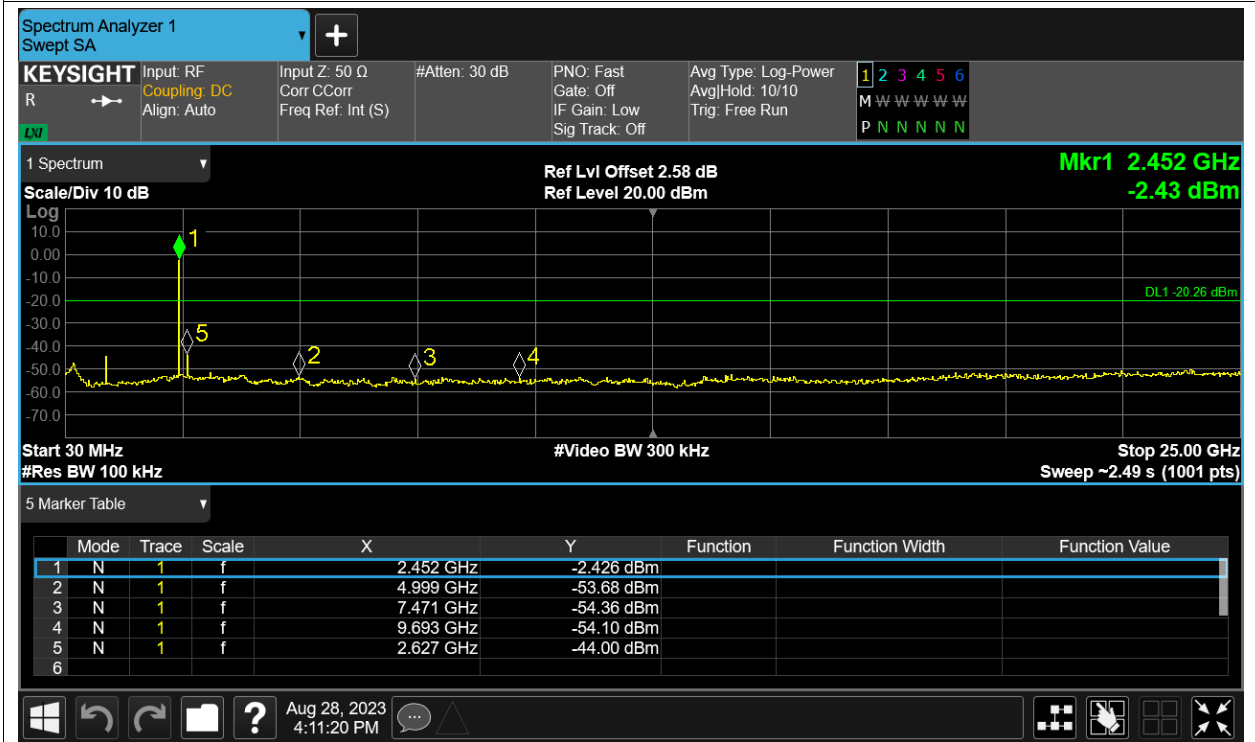 Spectrum Analyzer 1
Swept SA
+
KEYSIGHT Input: RF Input Z: 50 Ω #Atten: 30 dB PNO: Fast Avg Type: Log-Power 1 2 3 4 5 6
R Coupling: DC Corr CCorr Gate: Off Avg|Hold: 10/10 M W W W W W
Align: Auto Freq Ref: Int (S) IF Gain: Low Trig: Free Run
LXI Sig Track: Off P N N N N N
1 Spectrum Ref Lvl Offset 2.58 dB Mkr1 2.452 GHz
Scale/Div 10 dB Ref Level 20.00 dBm -2.43 dBm
Log
10.0
1
0.00
-10.0
DL1 -20.26 dBm
-20.0
-30.0
5
-40.0
2 3 4
-50.0
-60.0
-70.0
Start 30 MHz #Video BW 300 kHz Stop 25.00 GHz
#Res BW 100 kHz Sweep ~2.49 s (1001 pts)
5 Marker Table
Mode Trace Scale X Y Function Function Width Function Value
1 N 1 f 2.452 GHz -2.426 dBm
2 N 1 f 4.999 GHz -53.68 dBm
3 N 1 f 7.471 GHz -54.36 dBm
4 N 1 f 9.693 GHz -54.10 dBm
5 N 1 f 2.627 GHz -44.00 dBm
6
? Aug 28, 2023
4:11:20 PM